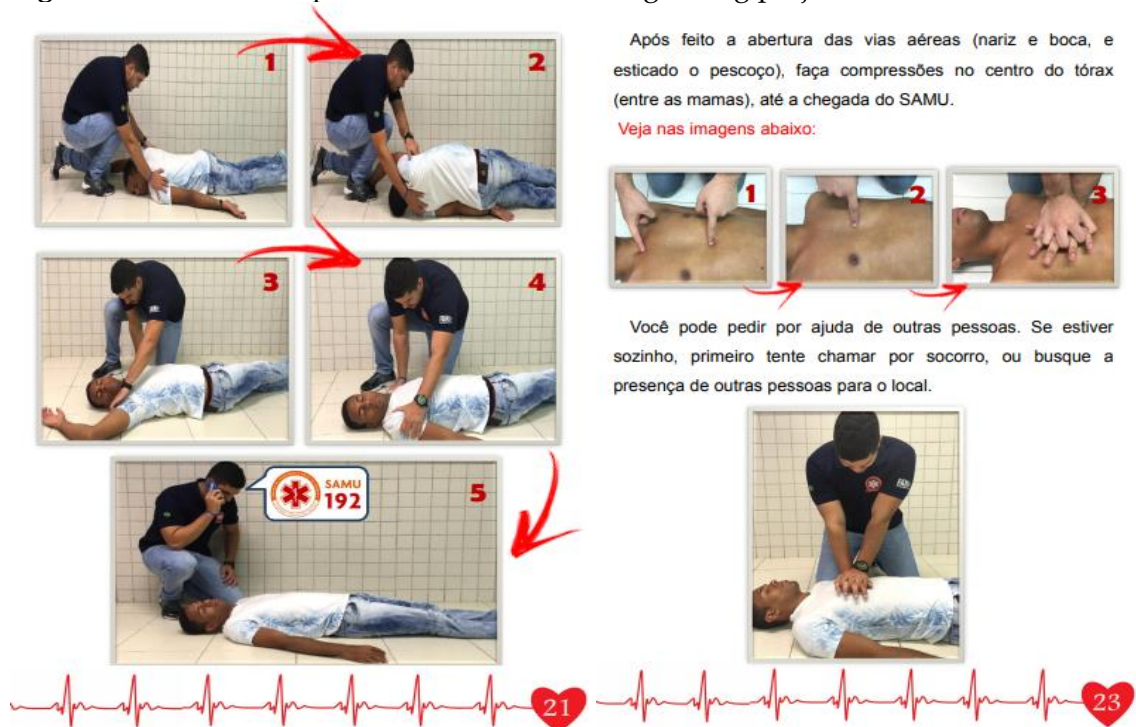 1
2
3
4
SAMU
192
5
21
Após feito a abertura das vias aéreas (nariz e boca, e
esticado o pescoço), faça compressões no centro do tórax
(entre as mamas), até a chegada do SAMU.
Veja nas imagens abaixo:
1
2
3
Você pode pedir por ajuda de outras pessoas. Se estiver
sozinho, primeiro tente chamar por socorro, ou busque a
presença de outras pessoas para o local.
23